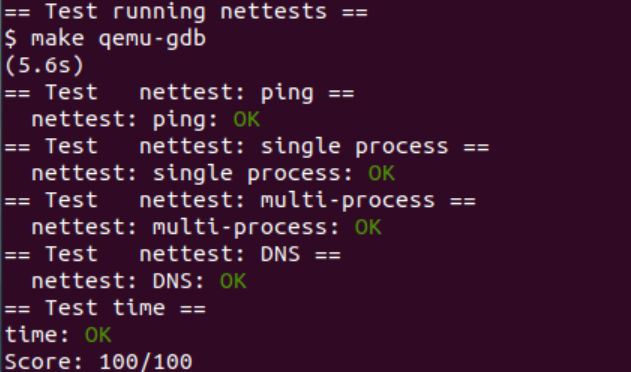 == Test running nettests ==
$ make qemu-gdb
(5.6s)
== Test   nettest: ping ==
  nettest: ping: OK
== Test   nettest: single process ==
  nettest: single process: OK
== Test   nettest: multi-process ==
  nettest: multi-process: OK
== Test   nettest: DNS ==
  nettest: DNS: OK
== Test time ==
time: OK
Score: 100/100